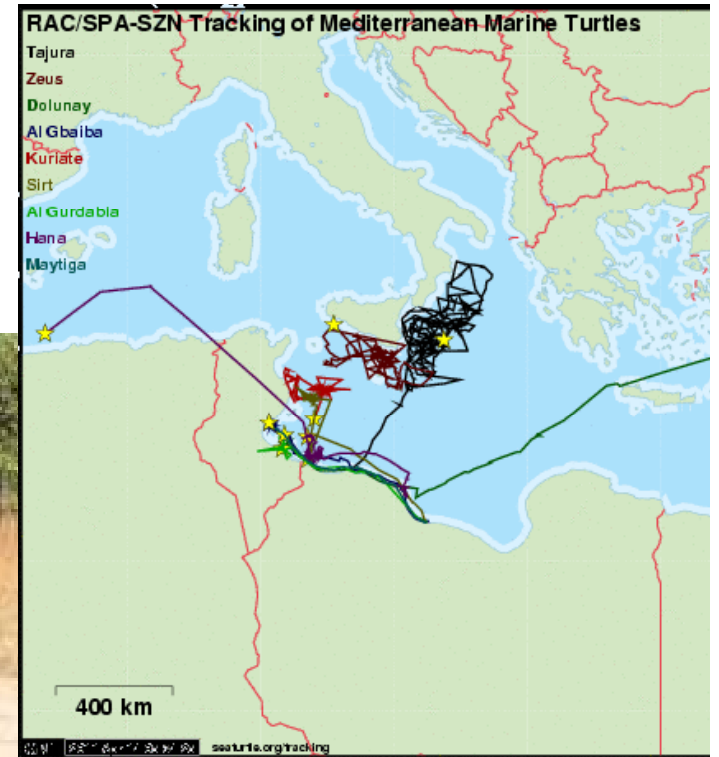 RAC/SPA-SZN Tracking of Mediterranean Marine Turtles
Tajura
Zeus
Dolunay
Al Gbaiba
Kuriate
Sirt
Al Gurdabia
Hana
Maytiga
400 km
seaturtle.org/tracking